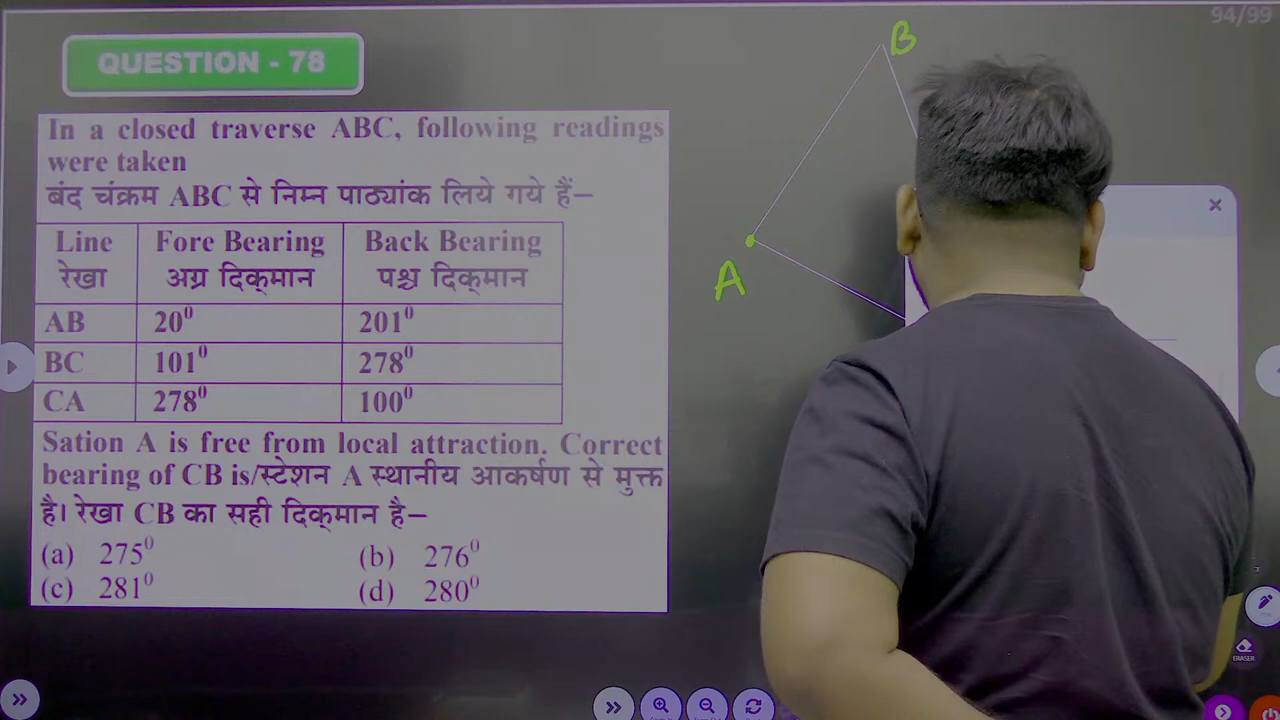 94/99
QUESTION - 78
B
In a closed traverse ABC, following readings
were taken
बंद चंक्रम ABC से निम्न पाठ्यांक लिये गये हैं–
Line Fore Bearing Back Bearing
रेखा अग्र दिक्‌मान पश्च दिक्‌मान
AB 20⁰ 201⁰
BC 101⁰ 278⁰
CA 278⁰ 100⁰
A
Sation A is free from local attraction. Correct
bearing of CB is/स्टेशन A स्थानीय आकर्षण से मुक्त
है। रेखा CB का सही दिक्‌मान है–
(a) 275⁰ (b) 276⁰
(c) 281⁰ (d) 280⁰
ERASER